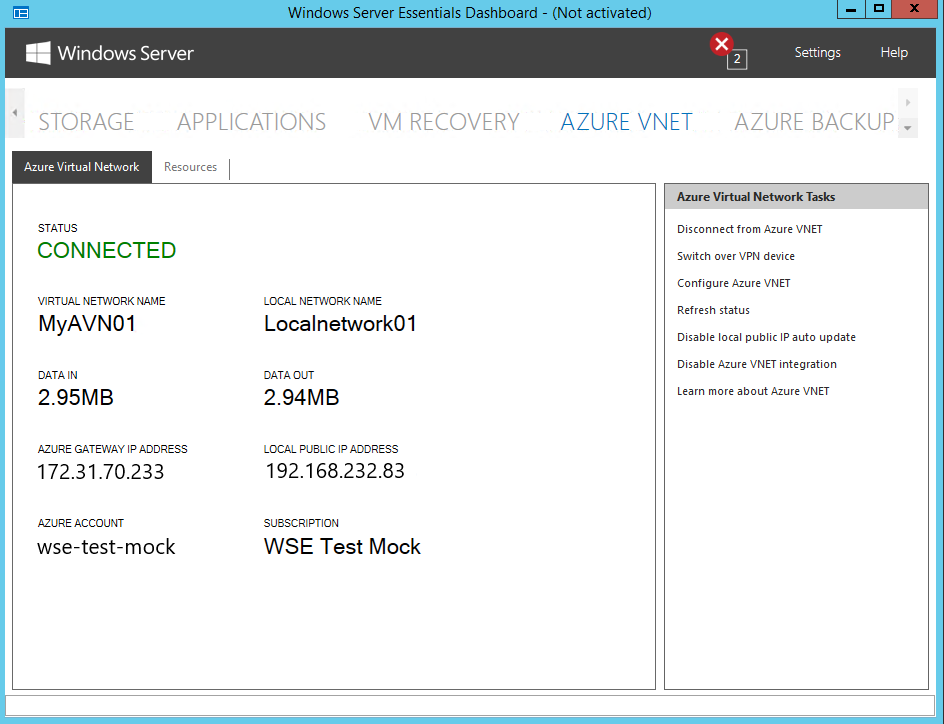 Windows Server Essentials Dashboard - (Not activated)
Windows Server
2
Settings
Help
STORAGE
APPLICATIONS
VM RECOVERY
AZURE VNET
AZURE BACKUP
Azure Virtual Network
Resources
STATUS
CONNECTED
VIRTUAL NETWORK NAME
LOCAL NETWORK NAME
MyAVN01
Localnetwork01
DATA IN
DATA OUT
2.95MB
2.94MB
AZURE GATEWAY IP ADDRESS
LOCAL PUBLIC IP ADDRESS
172.31.70.233
192.168.232.83
AZURE ACCOUNT
SUBSCRIPTION
wse-test-mock
WSE Test Mock
Azure Virtual Network Tasks
Disconnect from Azure VNET
Switch over VPN device
Configure Azure VNET
Refresh status
Disable local public IP auto update
Disable Azure VNET integration
Learn more about Azure VNET